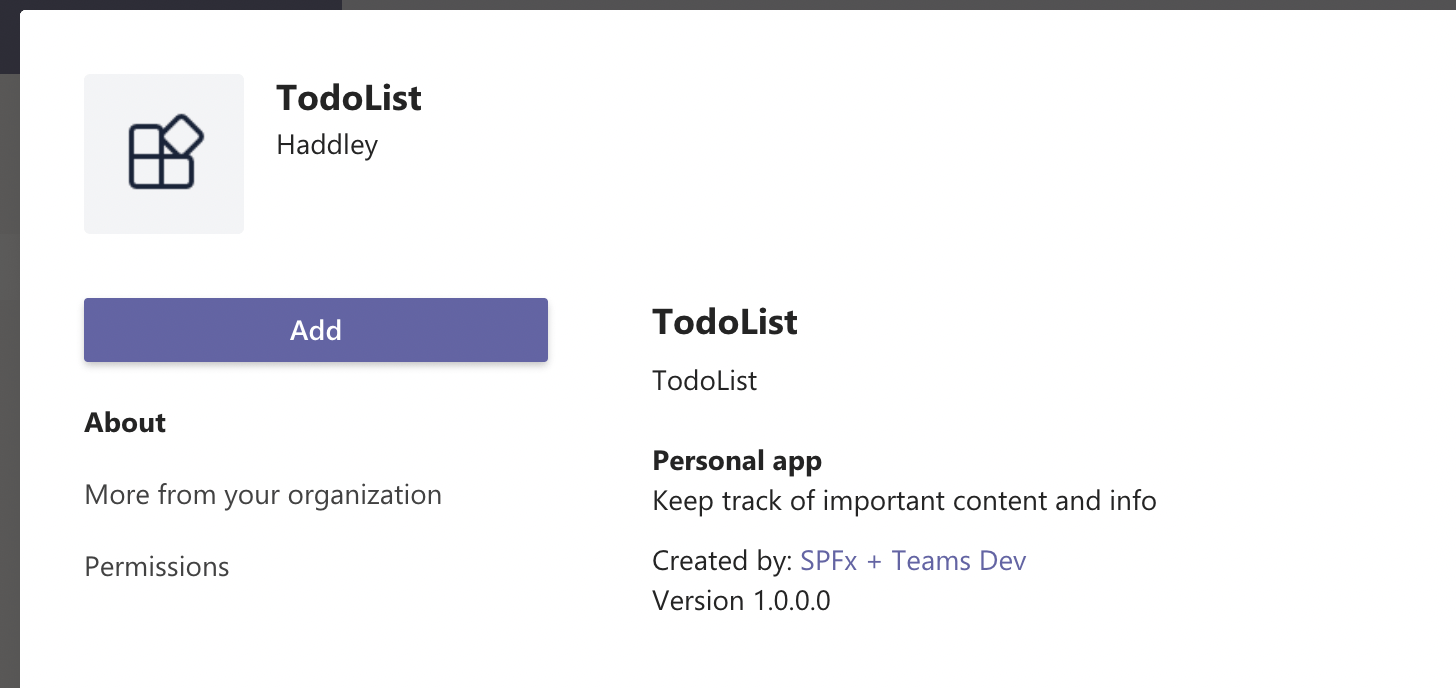 TodoList
Haddley
Add
About
More from your organization
Permissions
TodoList
TodoList
Personal app
Keep track of important content and info
Created by: SPFx + Teams Dev
Version 1.0.0.0